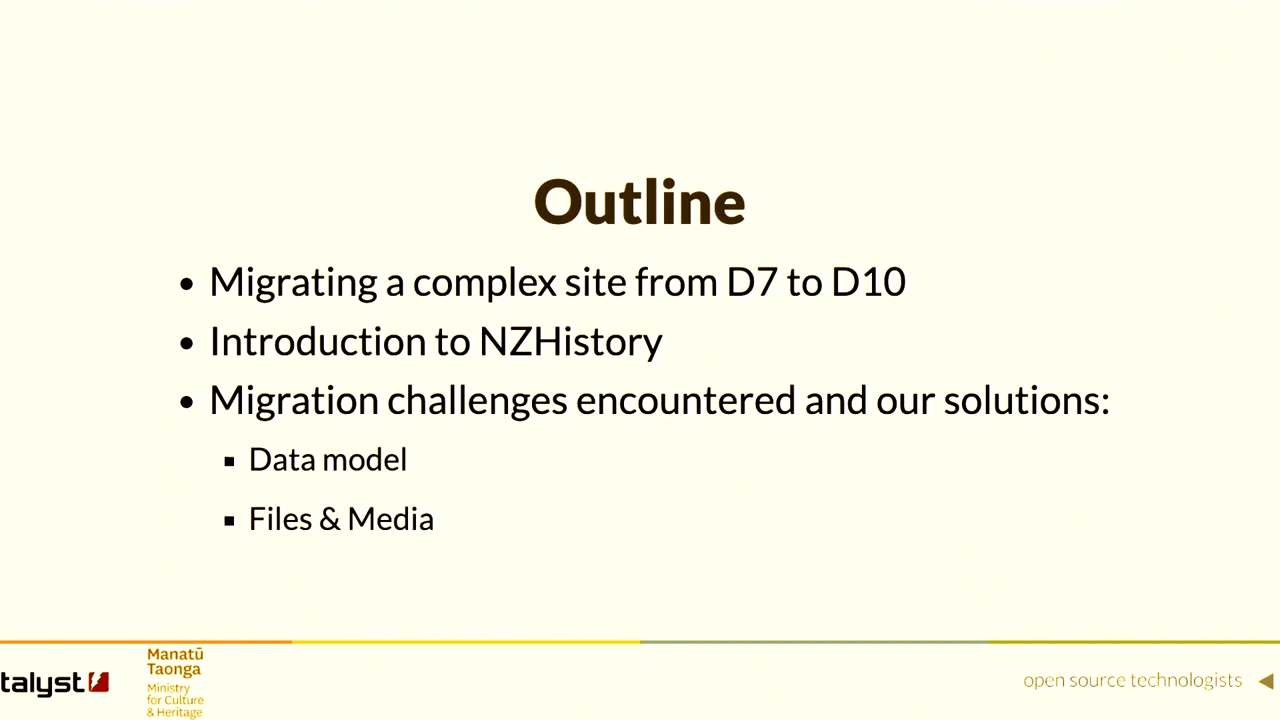 Outline
• Migrating a complex site from D7 to D10
• Introduction to NZHistory
• Migration challenges encountered and our solutions:
▪ Data model
▪ Files & Media
talyst
Manatū
Taonga
Ministry
for Culture
& Heritage
open source technologists